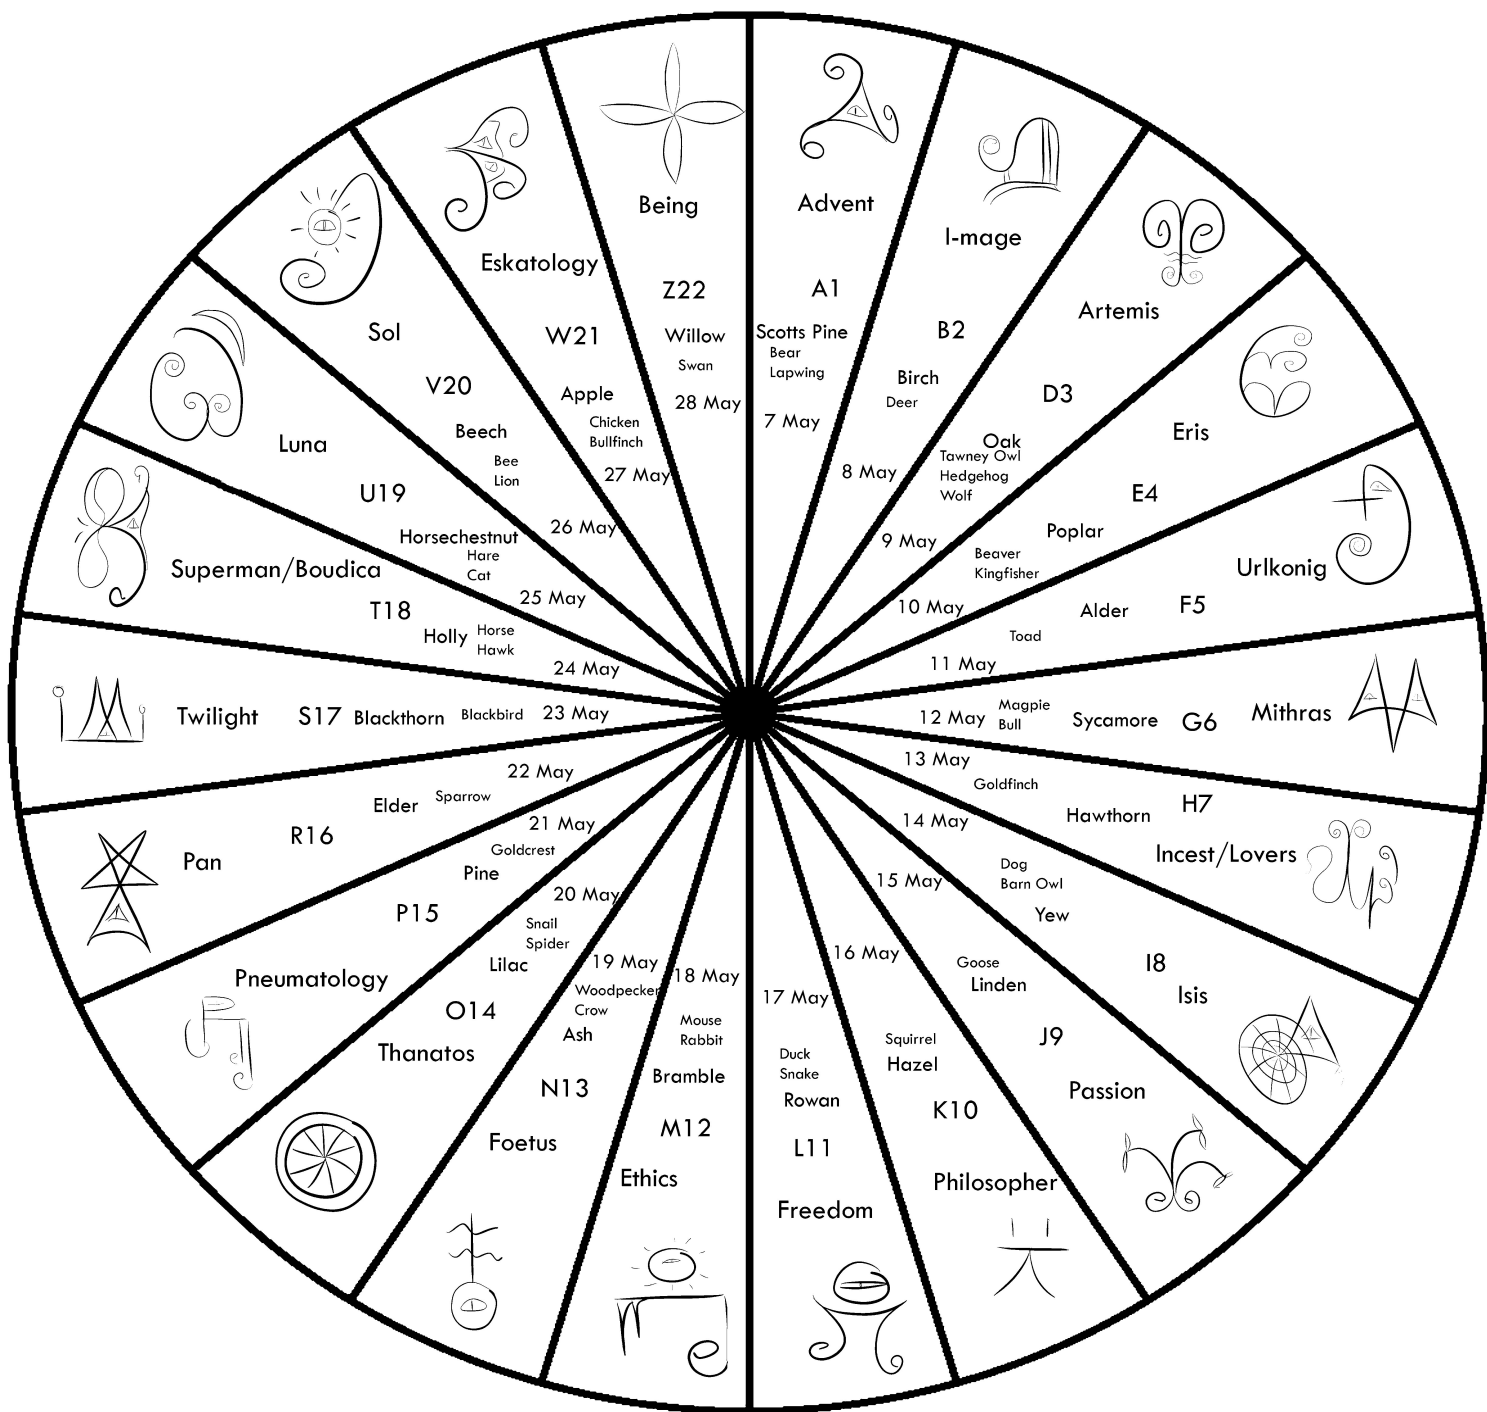 Advent
A1
Scotts Pine
Bear
Lapwing
7 May
I-mage
B2
Birch
Deer
8 May
Artemis
D3
Oak
Tawney Owl
Hedgehog
Wolf
9 May
Eris
E4
Poplar
Beaver
Kingfisher
10 May
Urlkonig
F5
Alder
Toad
11 May
Mithras
G6
Sycamore
Magpie
Bull
12 May
13 May
Goldfinch
Hawthorn
H7
Incest/Lovers
14 May
Dog
Barn Owl
Yew
I8
Isis
15 May
Goose
Linden
J9
Passion
16 May
Squirrel
Hazel
K10
Philosopher
17 May
Duck
Snake
Rowan
L11
Freedom
18 May
Mouse
Rabbit
Bramble
M12
Ethics
19 May
Woodpecker
Crow
Ash
N13
Foetus
20 May
Snail
Spider
Lilac
O14
Thanatos
21 May
Goldcrest
Pine
P15
Pneumatology
22 May
Sparrow
Elder
R16
Pan
Twilight
S17
Blackthorn
Blackbird
23 May
Superman/Boudica
T18
Holly
Horse
Hawk
24 May
Luna
U19
Horsechestnut
Hare
Cat
25 May
Sol
V20
Beech
Bee
Lion
26 May
Eskatology
W21
Apple
Chicken
Bullfinch
27 May
Being
Z22
Willow
Swan
28 May